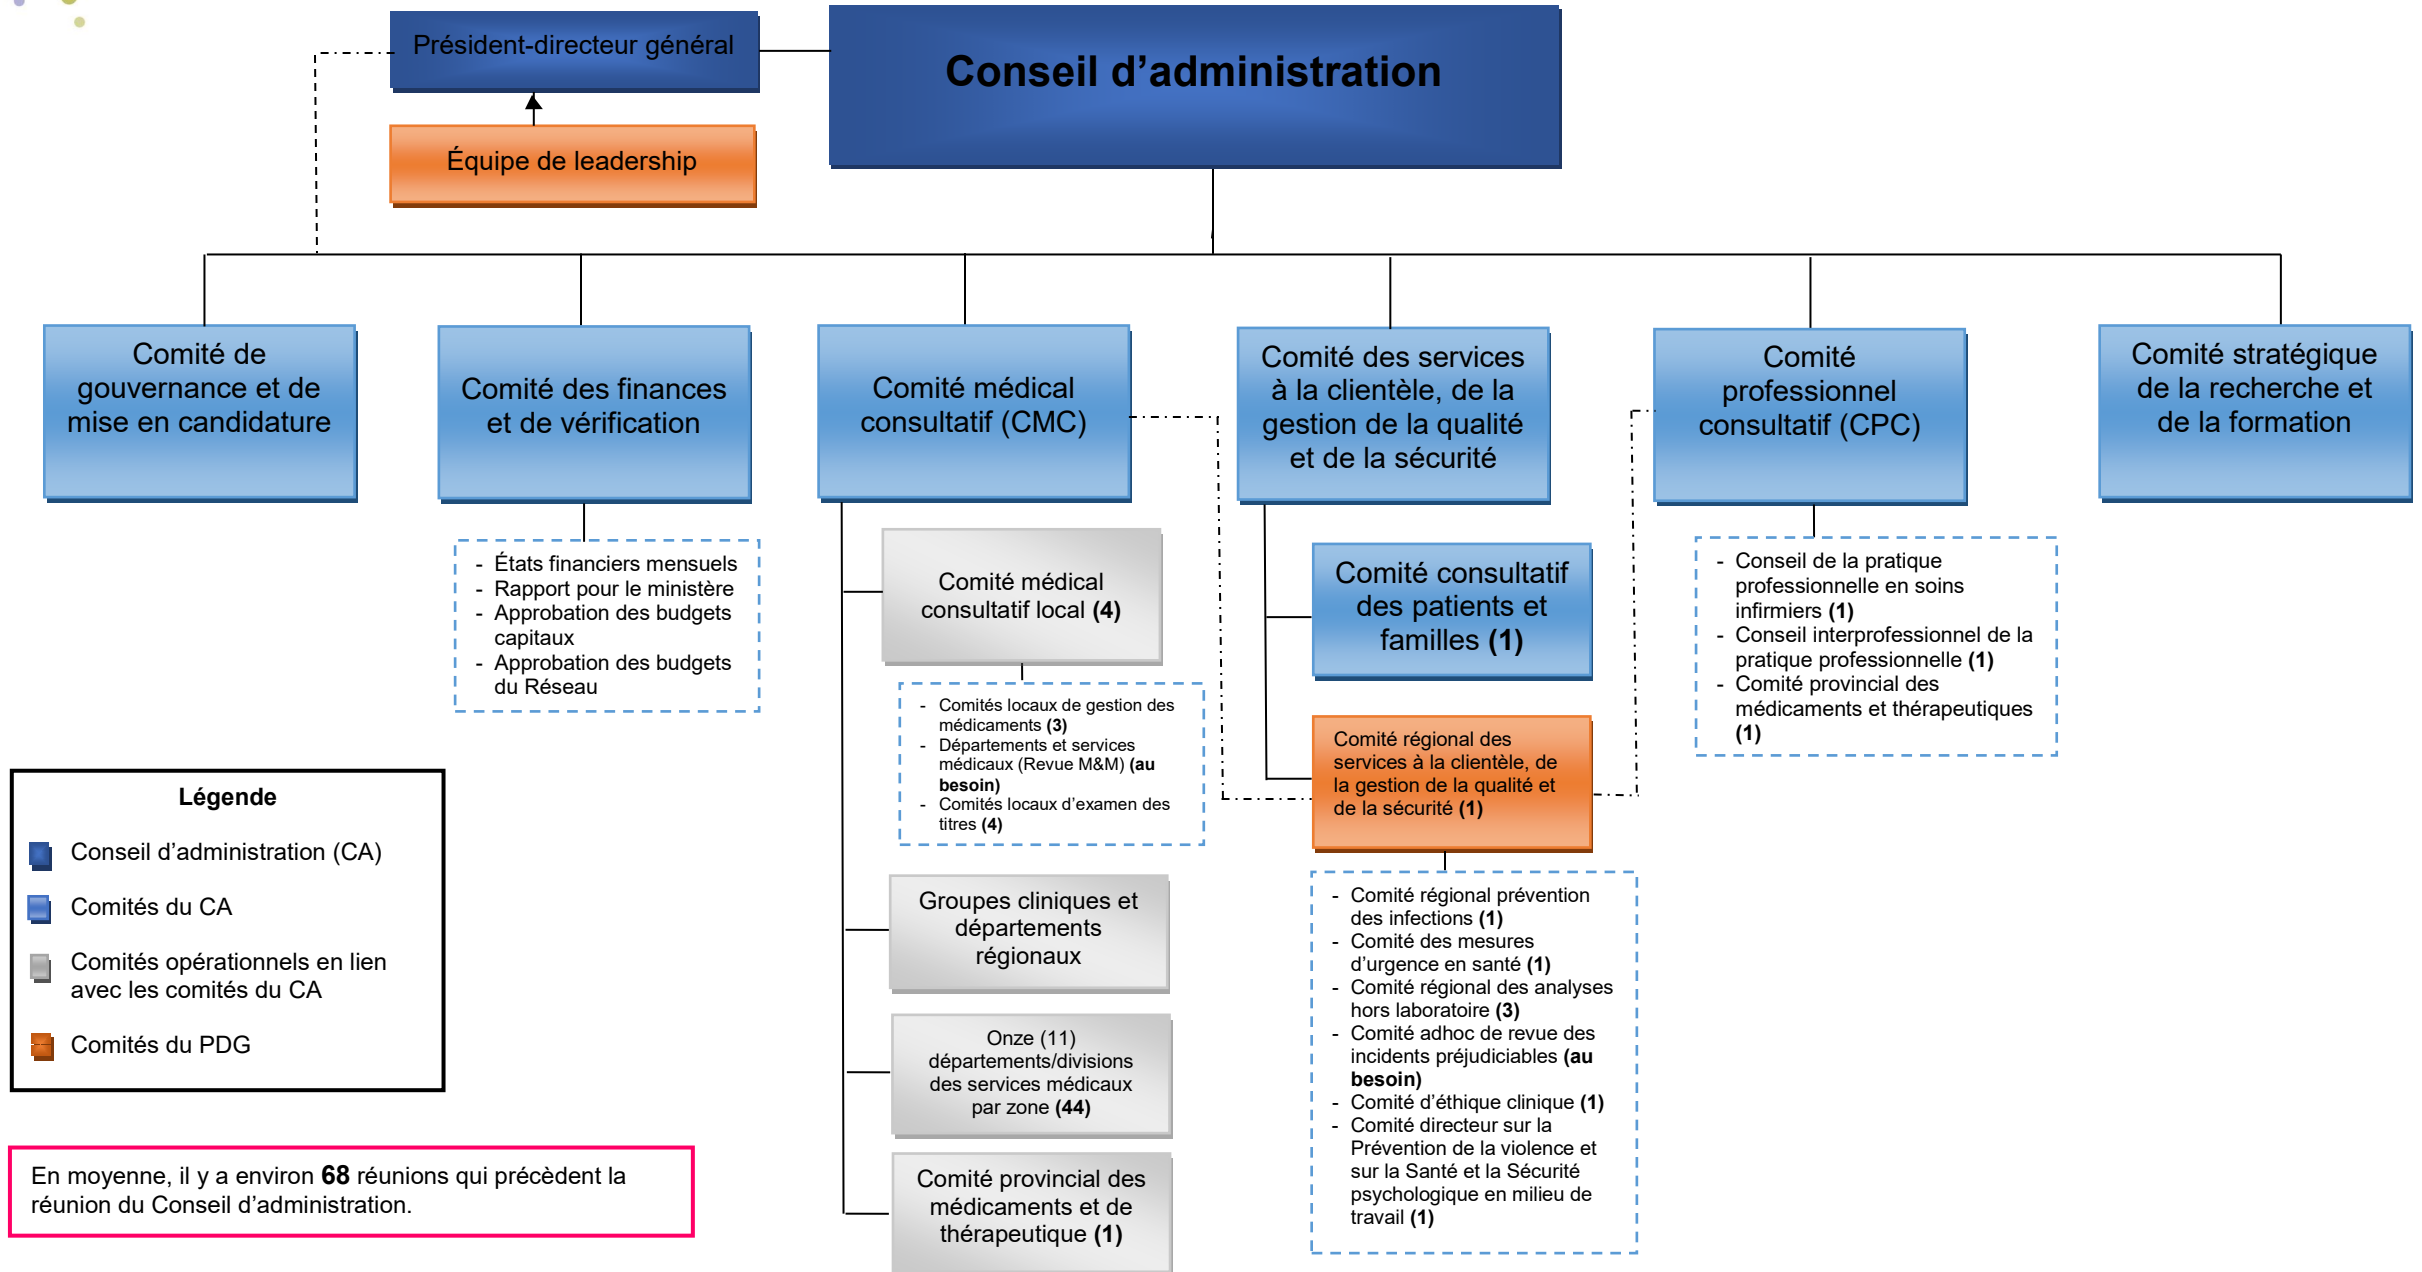 Président-directeur général
Conseil d’administration
Équipe de leadership
Comité de
gouvernance et de
mise en candidature
Comité des finances
et de vérification
Comité médical
consultatif (CMC)
Comité des services
à la clientèle, de la
gestion de la qualité
et de la sécurité
Comité
professionnel
consultatif (CPC)
Comité stratégique
de la recherche et
de la formation
- États financiers mensuels
- Rapport pour le ministère
- Approbation des budgets
capitaux
- Approbation des budgets
du Réseau
Comité médical
consultatif local (4)
- Comités locaux de gestion des
médicaments (3)
- Départements et services
médicaux (Revue M&M) (au
besoin)
- Comités locaux d’examen des
titres (4)
Groupes cliniques et
départements
régionaux
Onze (11)
départements/divisions
des services médicaux
par zone (44)
Comité provincial des
médicaments et de
thérapeutique (1)
Comité consultatif
des patients et
familles (1)
Comité régional des
services à la clientèle, de
la gestion de la qualité et
de la sécurité (1)
- Comité régional prévention
des infections (1)
- Comité des mesures
d’urgence en santé (1)
- Comité régional des analyses
hors laboratoire (3)
- Comité adhoc de revue des
incidents préjudiciables (au
besoin)
- Comité d’éthique clinique (1)
- Comité directeur sur la
Prévention de la violence et
sur la Santé et la Sécurité
psychologique en milieu de
travail (1)
- Conseil de la pratique
professionnelle en soins
infirmiers (1)
- Conseil interprofessionnel de la
pratique professionnelle (1)
- Comité provincial des
médicaments et thérapeutiques
(1)
Légende
Conseil d’administration (CA)
Comités du CA
Comités opérationnels en lien
avec les comités du CA
Comités du PDG
En moyenne, il y a environ 68 réunions qui précèdent la
réunion du Conseil d’administration.